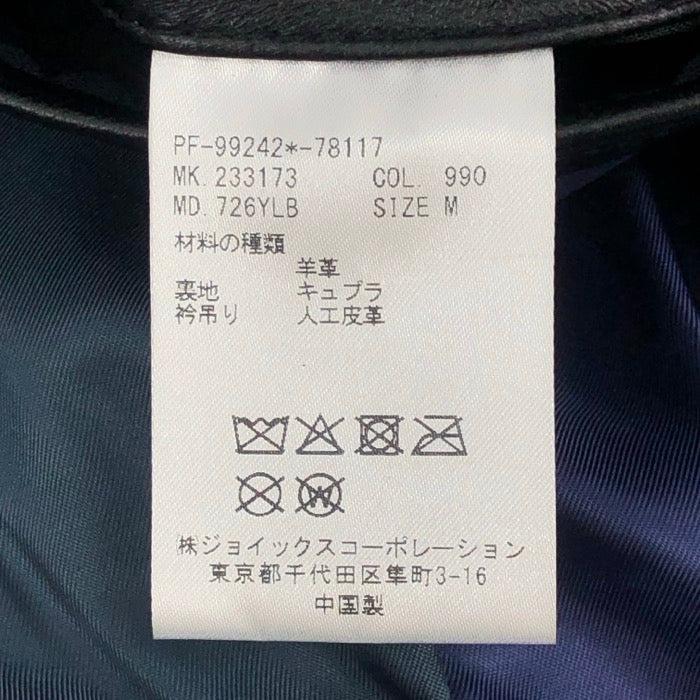 PF-99242*-78117
MK. 233173 COL. 990
MD. 726YLB SIZE M
材料の種類
羊革
裏地 キュプラ
衿吊り 人工皮革
W
㈱ジョイックスコーポレーション
東京都千代田区隼町3-16
中国製